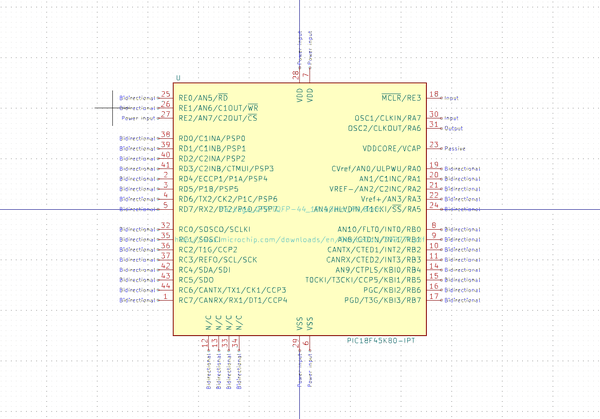 Power input
Power input
28
7
U
VDD
VDD
Bidirectional 25 RE0/AN5/RD
Bidirectional 26 RE1/AN6/C1OUT/WR
Power input 27 RE2/AN7/C2OUT/CS
Bidirectional 38 RD0/C1INA/PSP0
Bidirectional 39 RD1/C1INB/PSP1
Bidirectional 40 RD2/C2INA/PSP2
Bidirectional 41 RD3/C2INB/CTMUI/PSP3
Bidirectional 2 RD4/ECCP1/P1A/PSP4
Bidirectional 3 RD5/P1B/PSP5
Bidirectional 4 RD6/TX2/CK2/P1C/PSP6
Bidirectional 5 RD7/RX2/DT2/P1D/PSP7
Bidirectional 32 RC0/SOSCO/SCLKI
Bidirectional 35 RC1/SOSCI
Bidirectional 36 RC2/T1G/CCP2
Bidirectional 37 RC3/REFO/SCL/SCK
Bidirectional 42 RC4/SDA/SDI
Bidirectional 43 RC5/SDO
Bidirectional 44 RC6/CANTX/TX1/CK1/CCP3
Bidirectional 1 RC7/CANRX/RX1/DT1/CCP4
MCLR/RE3 18 Input
OSC1/CLKIN/RA7 30 Input
OSC2/CLKOUT/RA6 31 Output
VDDCORE/VCAP 23 Passive
CVref/AN0/ULPWU/RA0 19 Bidirectional
AN1/C1INC/RA1 20 Bidirectional
VREF-/AN2/C2INC/RA2 21 Bidirectional
Vref+/AN3/RA3 22 Bidirectional
AN4/HLVDIN/T1CKI/SS/RA5 24 Bidirectional
AN10/FLT0/INT0/RB0 8 Bidirectional
9 Bidirectional
CANTX/CTED1/INT2/RB2 10 Bidirectional
CANRX/CTED2/INT3/RB3 11 Bidirectional
AN9/CTPLS/KBI0/RB4 14 Bidirectional
T0CKI/T3CKI/CCP5/KBI1/RB5 15 Bidirectional
PGC/KBI2/RB6 16 Bidirectional
PGD/T3G/KBI3/RB7 17 Bidirectional
microchip.com/downloads/en
N/C
N/C
N/C
N/C
VSS
VSS
12
13
33
34
29
6
PIC18F45K80-IPT
Bidirectional
Bidirectional
Bidirectional
Bidirectional
Power input
Power input